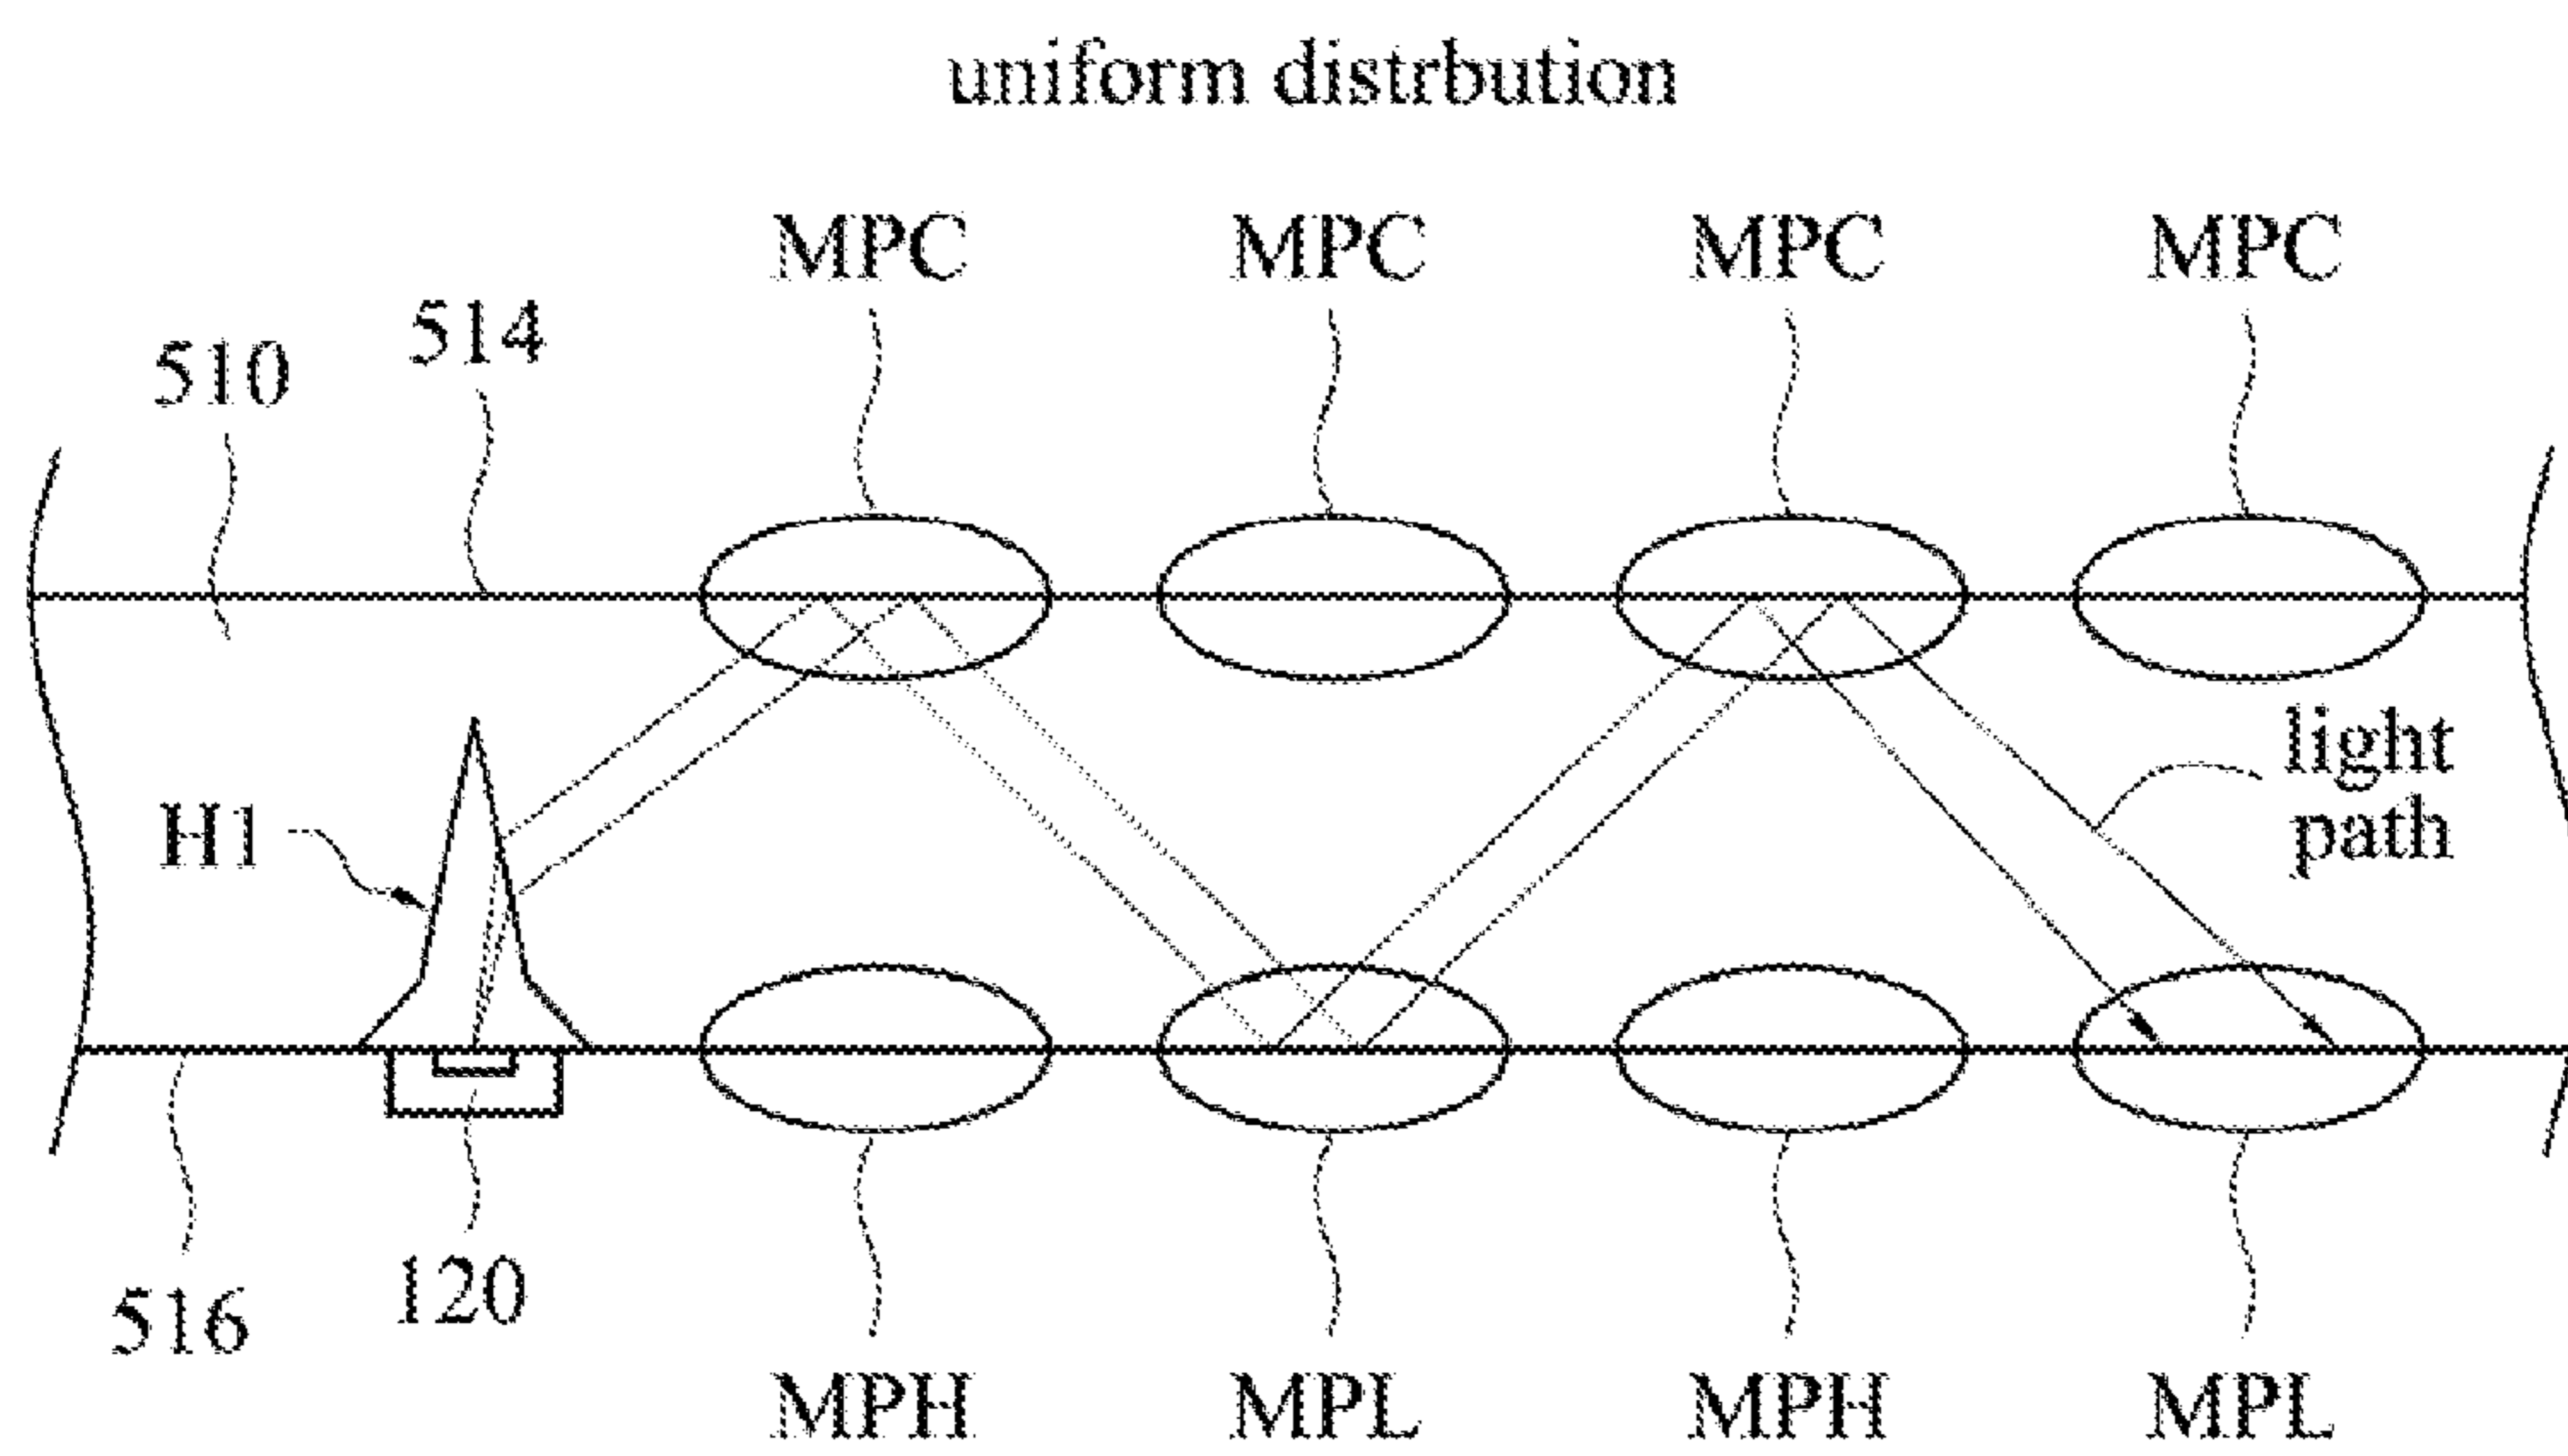 uniform distrbution
MPC MPC MPC MPC
514
510
light
path
H1
120
516
MPH MPL MPH MPL